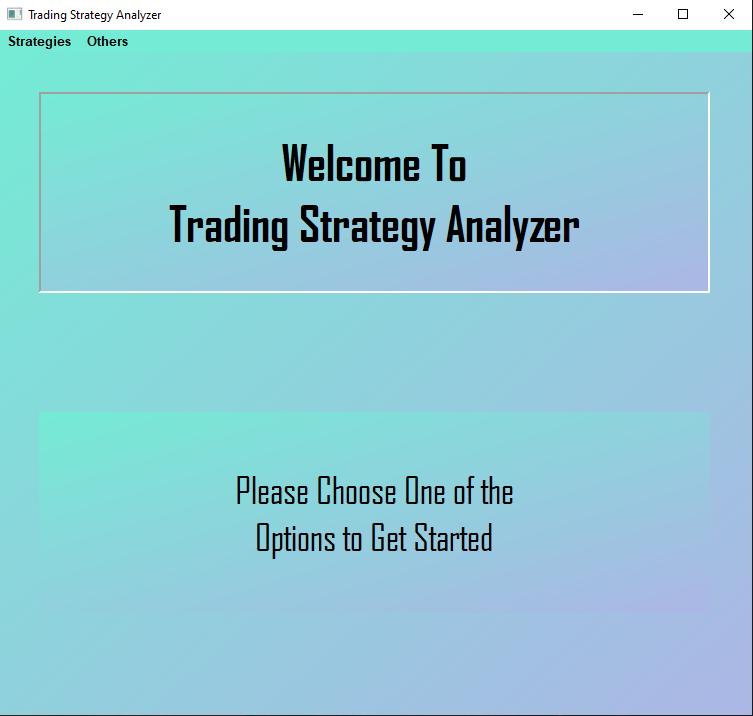 Trading Strategy Analyzer
Strategies Others
Welcome To
Trading Strategy Analyzer
Please Choose One of the
Options to Get Started